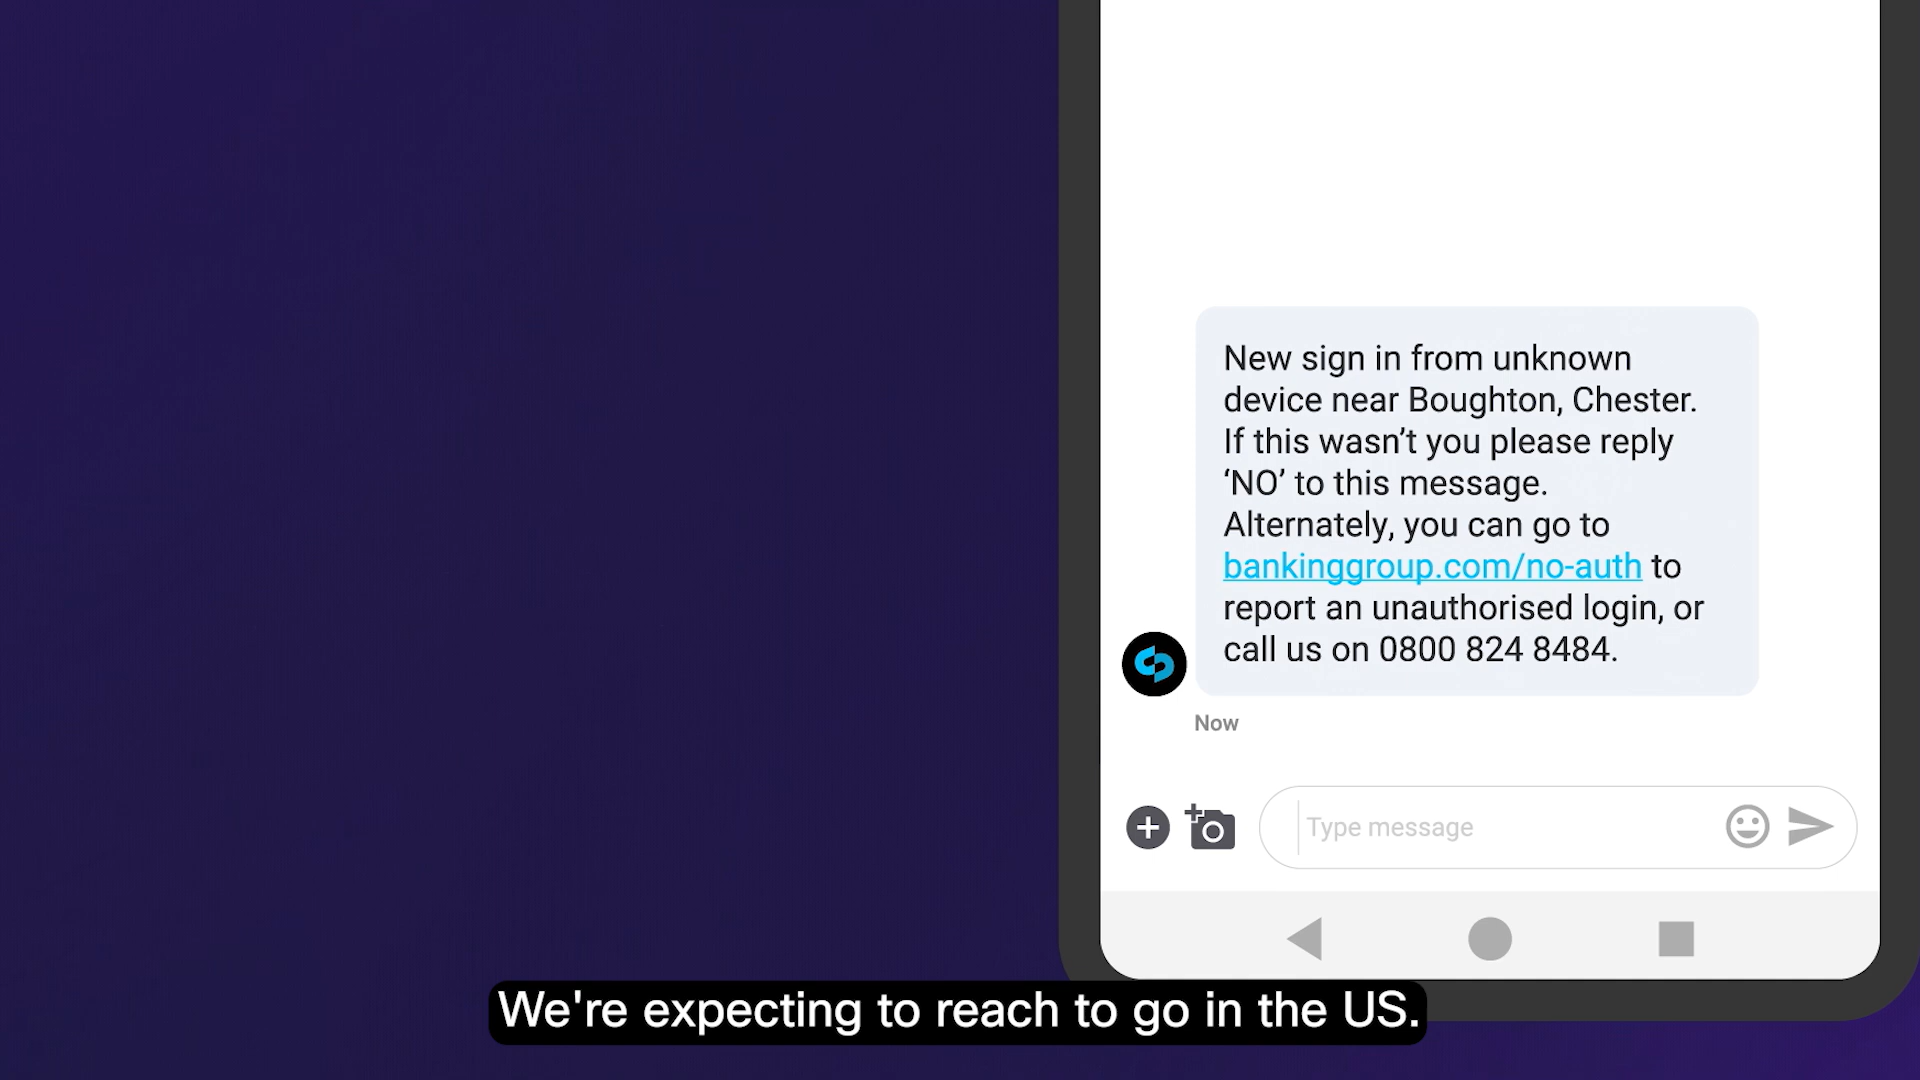 New sign in from unknown
device near Boughton, Chester.
If this wasn’t you please reply
‘NO’ to this message.
Alternately, you can go to
bankinggroup.com/no-auth to
report an unauthorised login, or
call us on 0800 824 8484.
Now
Type message
We're expecting to reach to go in the US.